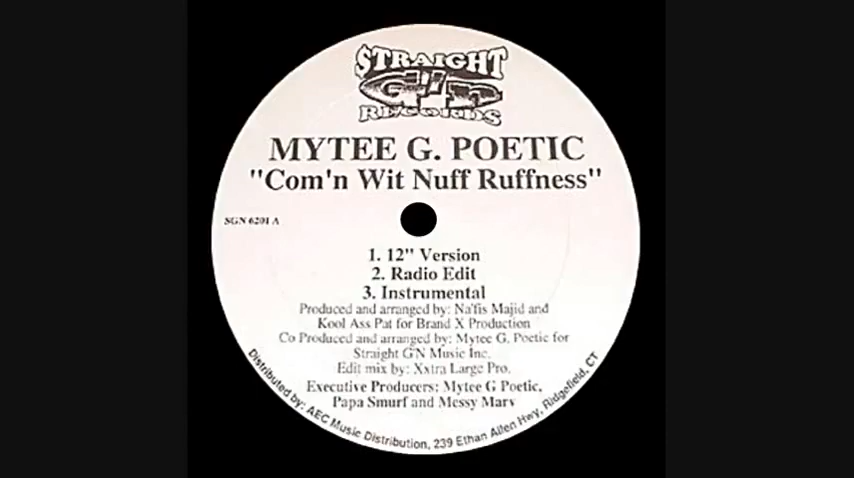 STRAIGHT
G'N
RECORDS
MYTEE G. POETIC
"Com'n Wit Nuff Ruffness"
SGN 6201 A
1. 12" Version
2. Radio Edit
3. Instrumental
Produced and arranged by: Na'fis Majid and
Kool Ass Pat for Brand X Production
Co Produced and arranged by: Mytee G. Poetic for
Straight G'N Music Inc.
Edit mix by: Xxtra Large Pro.
Executive Producers: Mytee G Poetic,
Papa Smurf and Messy Marv
Distributed by: AEC Music Distribution, 239 Ethan Allen Hwy, Ridgefield, CT